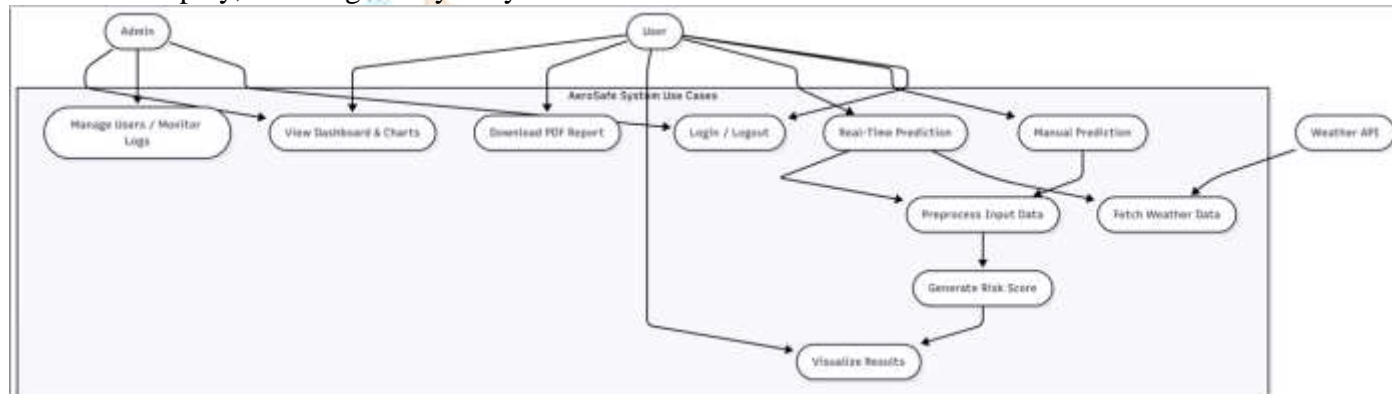 Admin
User
AeroSafe System Use Cases
Manage Users / Monitor
Logs
View Dashboard & Charts
Download PDF Report
Login / Logout
Real-Time Prediction
Manual Prediction
Weather API
Preprocess Input Data
Fetch Weather Data
Generate Risk Score
Visualize Results